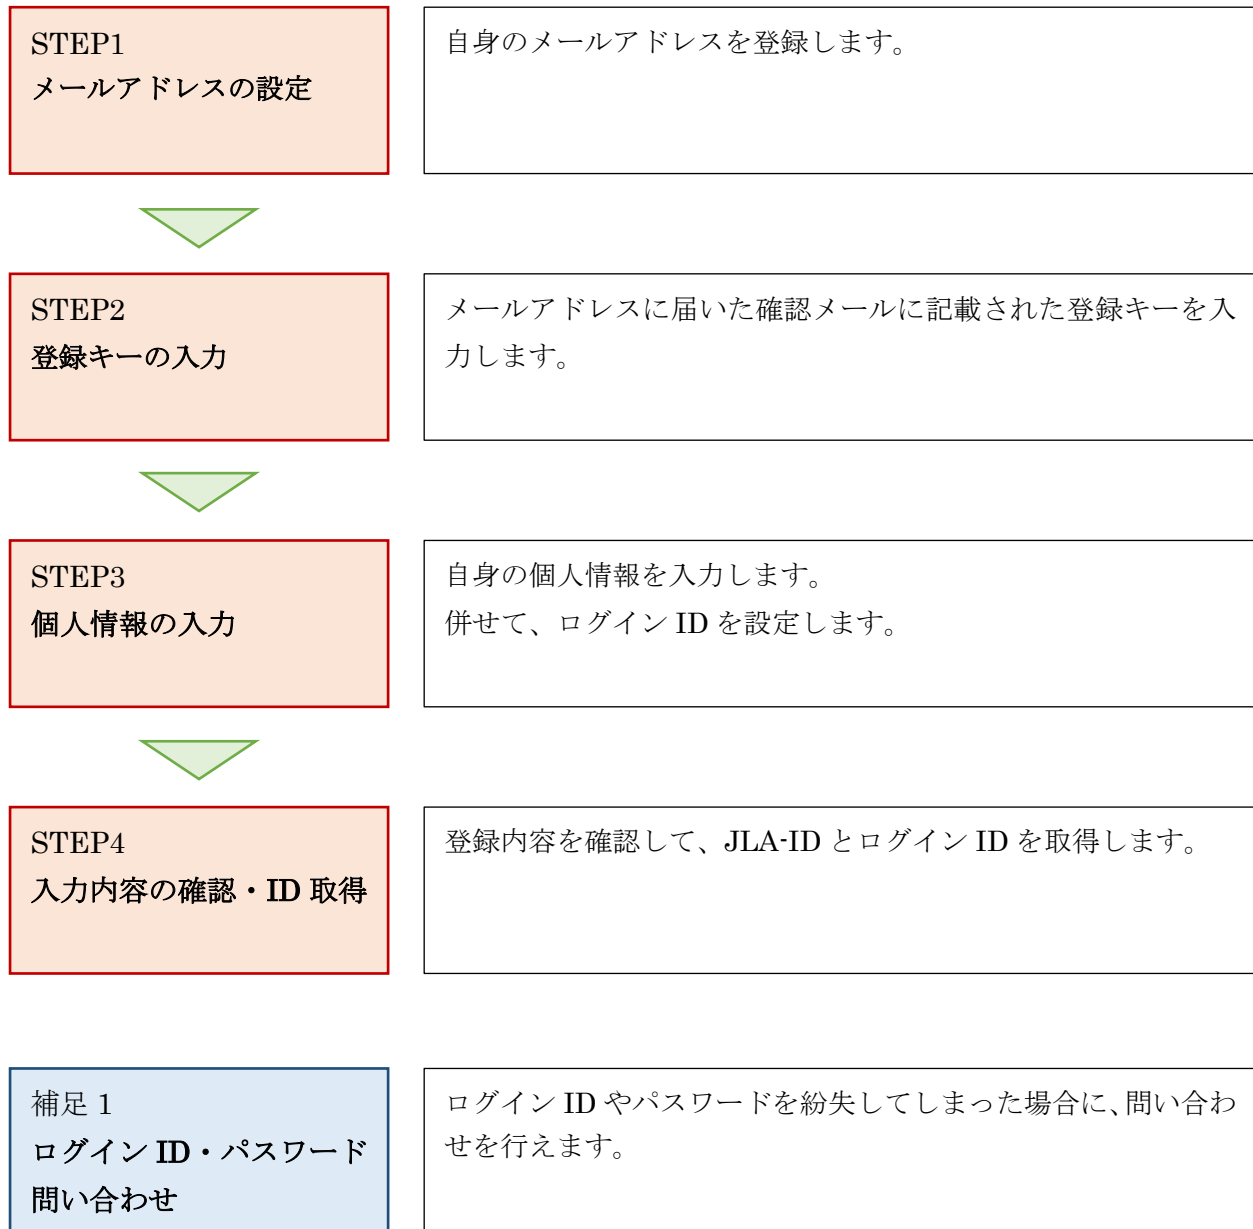 STEP1
メールアドレスの設定
自身のメールアドレスを登録します。
STEP2
登録キーの入力
メールアドレスに届いた確認メールに記載された登録キーを入
力します。
STEP3
個人情報の入力
自身の個人情報を入力します。
併せて、ログイン ID を設定します。
STEP4
入力内容の確認・ID 取得
登録内容を確認して、JLA-ID とログイン ID を取得します。
補足 1
ログイン ID・パスワード
問い合わせ
ログイン ID やパスワードを紛失してしまった場合に、問い合わ
せを行えます。